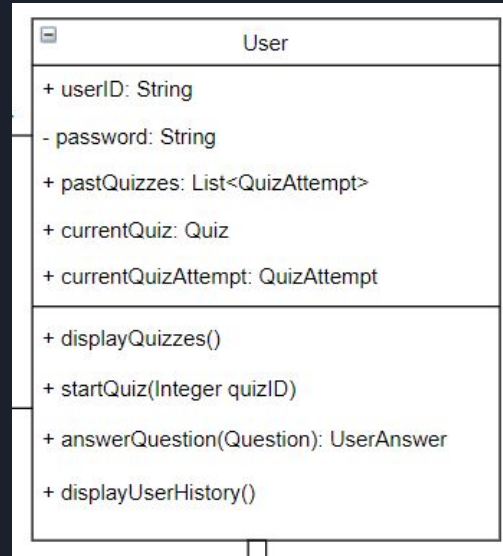 User
+ userID: String
- password: String
+ pastQuizzes: List<QuizAttempt>
+ currentQuiz: Quiz
+ currentQuizAttempt: QuizAttempt
+ displayQuizzes()
+ startQuiz(Integer quizID)
+ answerQuestion(Question): UserAnswer
+ displayUserHistory()